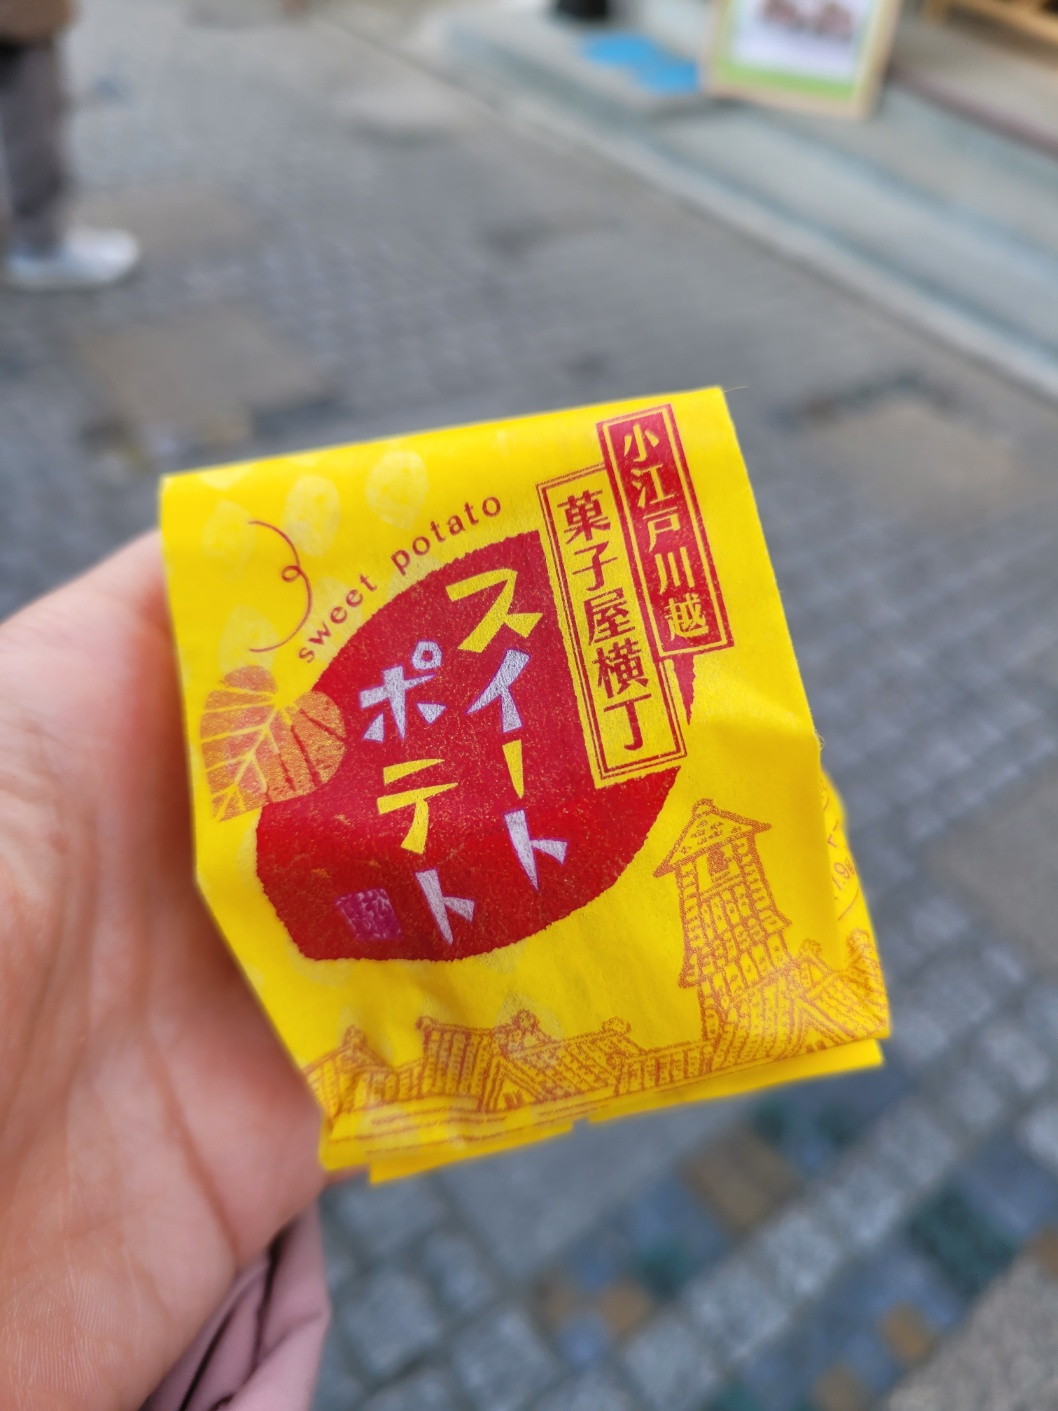 小江戸川越
菓子屋横丁
sweet potato
スイート
ポテト